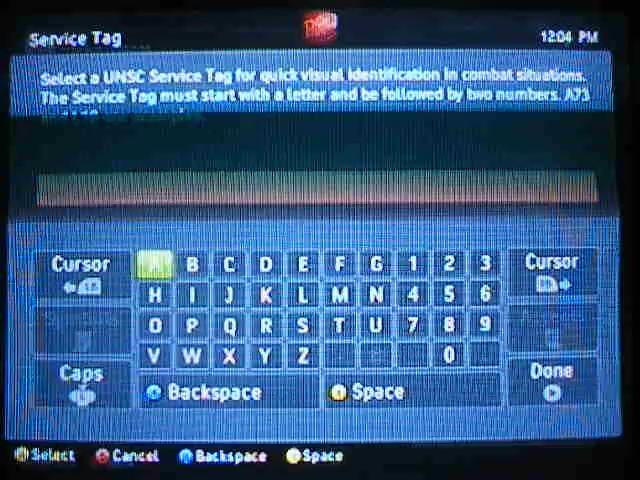 Service Tag
12:04 PM
Select a UNSC Service Tag for quick visual identification in combat situations.
The Service Tag must start with a letter and be followed by two numbers. A73
Cursor
A B C D E F G 1 2 3
Cursor
H I J K L M N 4 5 6
O P Q R S T U 7 8 9
V W X Y Z 0
Caps
Done
Backspace
Space
Select
Cancel
Backspace
Space